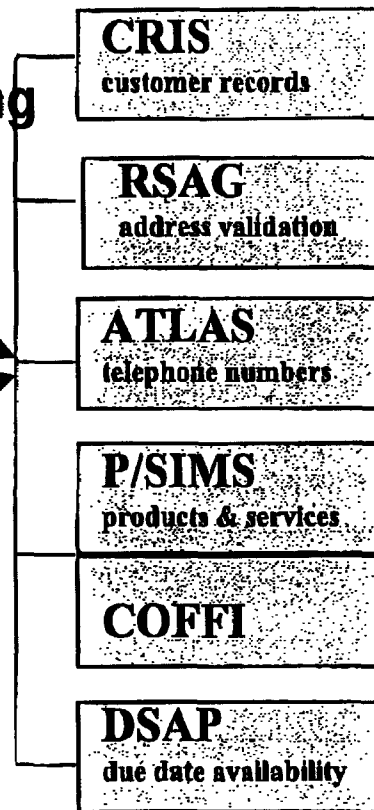 g
CRIS
customer records
RSAG
address validation
ATLAS
telephone numbers
P/SIMS
products & services
COFFI
DSAP
due date availability